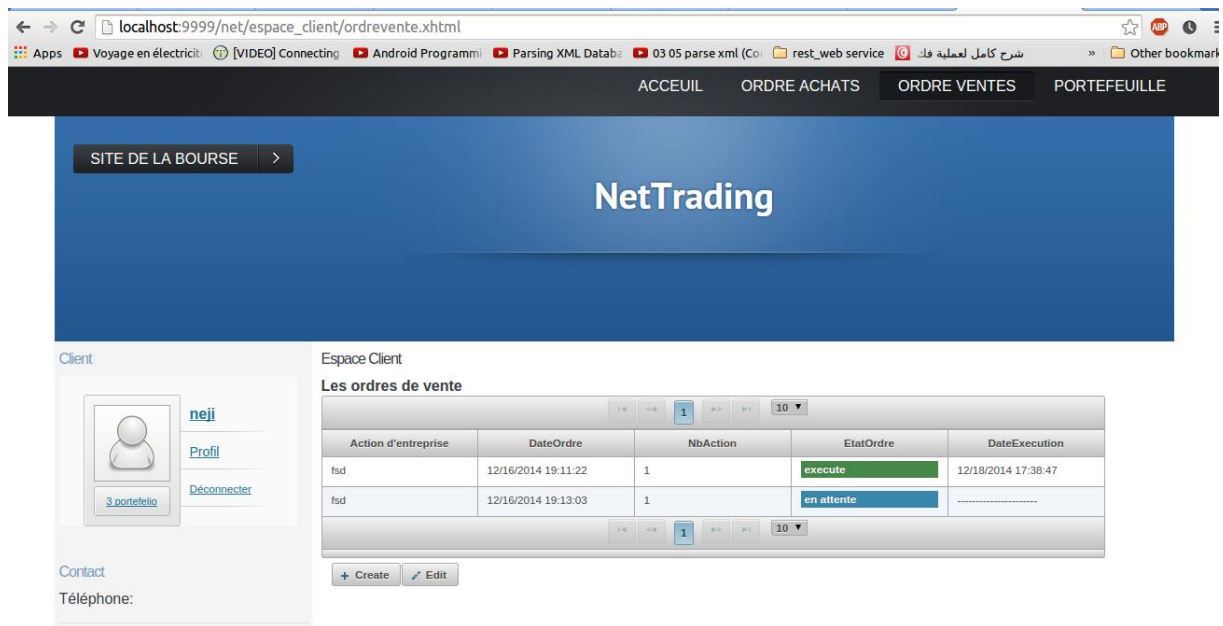 localhost:9999/net/espace_client/ordrevente.xhtml
Apps Voyage en électricit [VIDEO] Connecting Android Programmi Parsing XML Databa 03 05 parse xml (Co rest_web service شرح كامل لعملية فك » Other bookmark
ACCEUIL ORDRE ACHATS ORDRE VENTES PORTEFEUILLE
SITE DE LA BOURSE
NetTrading
Client
neji
Profil
Déconnecter
3 portefelio
Contact
Téléphone:
Espace Client
Les ordres de vente
1 10
Action d'entreprise DateOrdre NbAction EtatOrdre DateExecution
fsd 12/16/2014 19:11:22 1 execute 12/18/2014 17:38:47
fsd 12/16/2014 19:13:03 1 en attente ----------------------
1 10
+ Create Edit